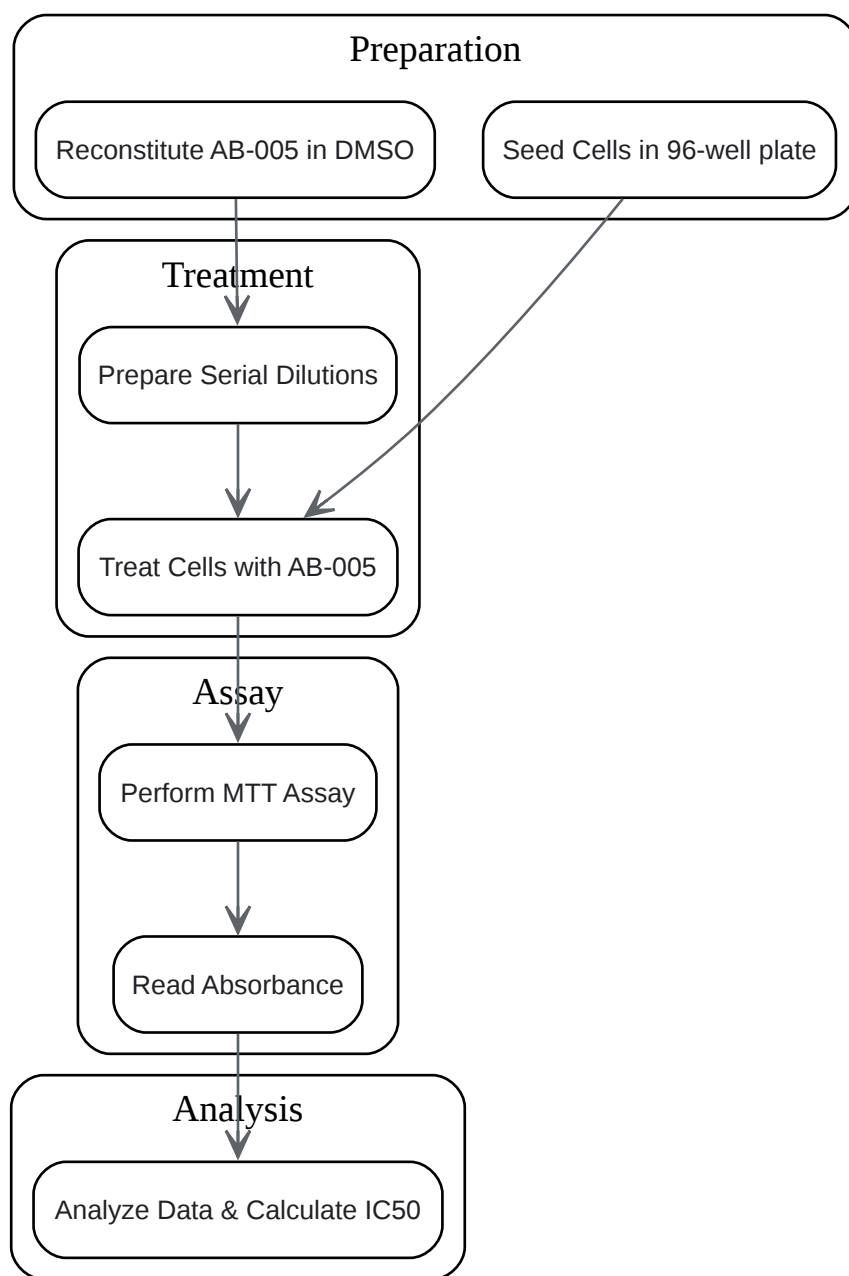 Preparation
Reconstitute AB-005 in DMSO
Seed Cells in 96-well plate
Treatment
Prepare Serial Dilutions
Treat Cells with AB-005
Assay
Perform MTT Assay
Read Absorbance
Analysis
Analyze Data & Calculate IC50